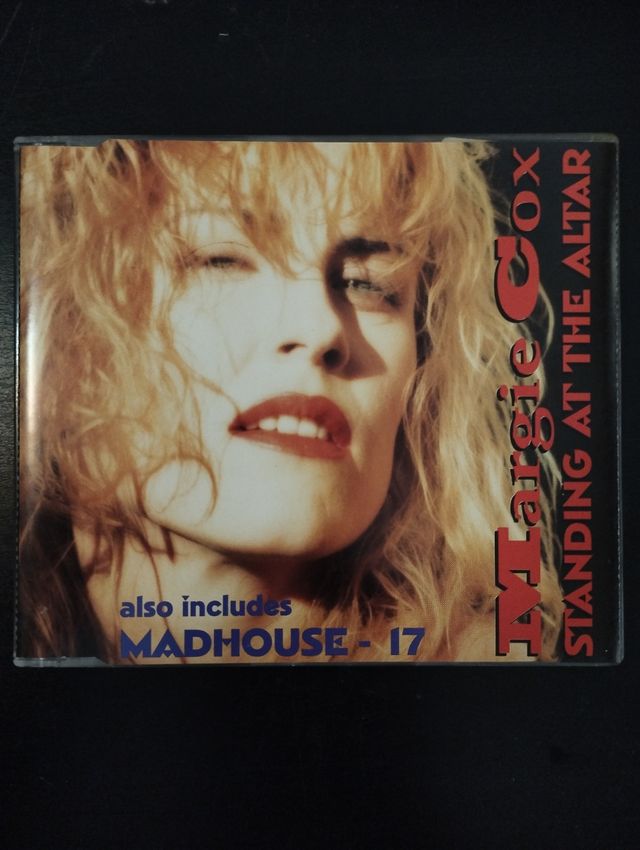 Margie Cox
STANDING AT THE ALTAR
also includes
MADHOUSE - 17